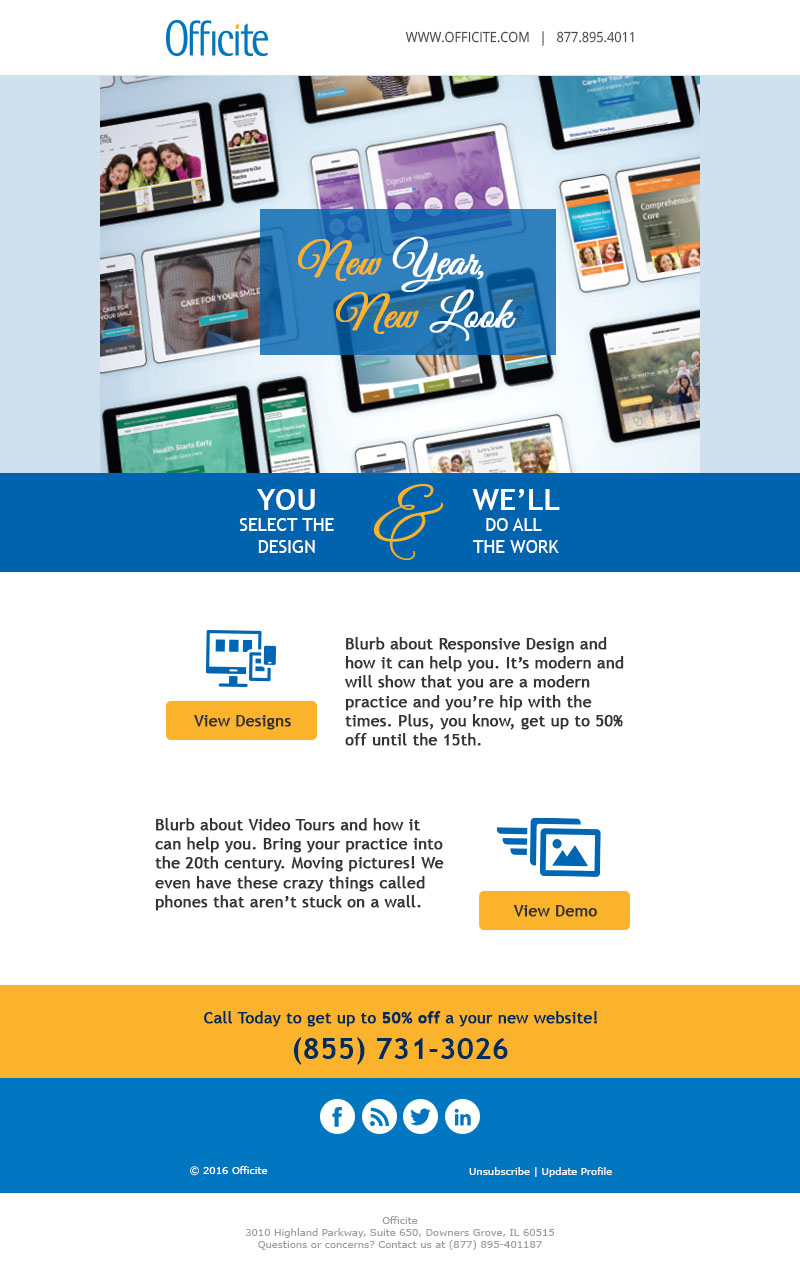 Officite
WWW.OFFICITE.COM | 877.895.4011
Digestive Health
Comprehensive
Care
CARE FOR YOUR SMILE
CARE FOR
YOUR SMILE
New Year,
New Look
Health Starts Early
Health Starts
Early
YOU
SELECT THE
DESIGN
&
WE’LL
DO ALL
THE WORK
Blurb about Responsive Design and
how it can help you. It’s modern and
will show that you are a modern
practice and you’re hip with the
times. Plus, you know, get up to 50%
off until the 15th.
View Designs
Blurb about Video Tours and how it
can help you. Bring your practice into
the 20th century. Moving pictures! We
even have these crazy things called
phones that aren’t stuck on a wall.
View Demo
Call Today to get up to 50% off a your new website!
(855) 731-3026
© 2016 Officite
Unsubscribe | Update Profile
Officite
3010 Highland Parkway, Suite 650, Downers Grove, IL 60515
Questions or concerns? Contact us at (877) 895-401187